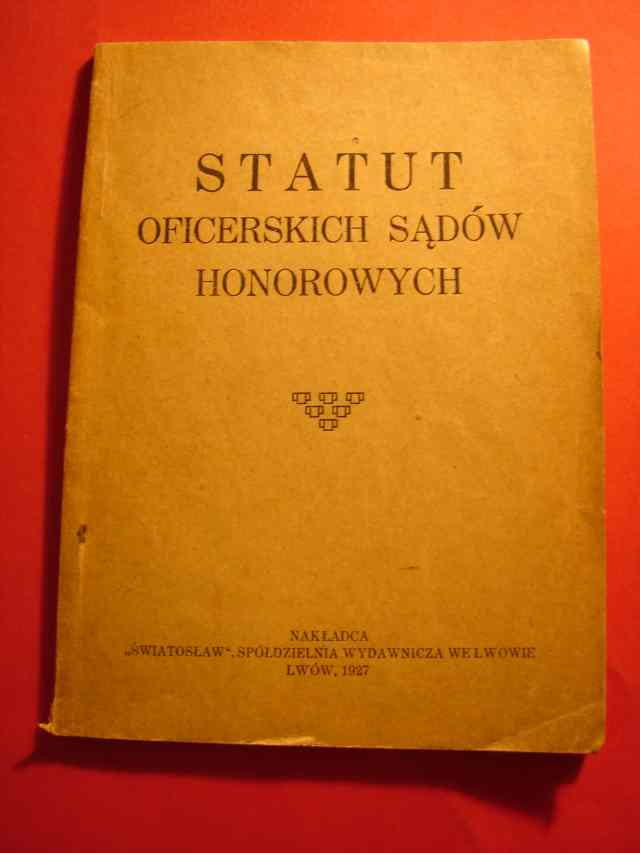 STATUT
OFICERSKICH SĄDÓW
HONOROWYCH
NAKŁADCA
„ŚWIATOSŁAW“, SPÓŁDZIELNIA WYDAWNICZA WE LWOWIE
LWÓW, 1927